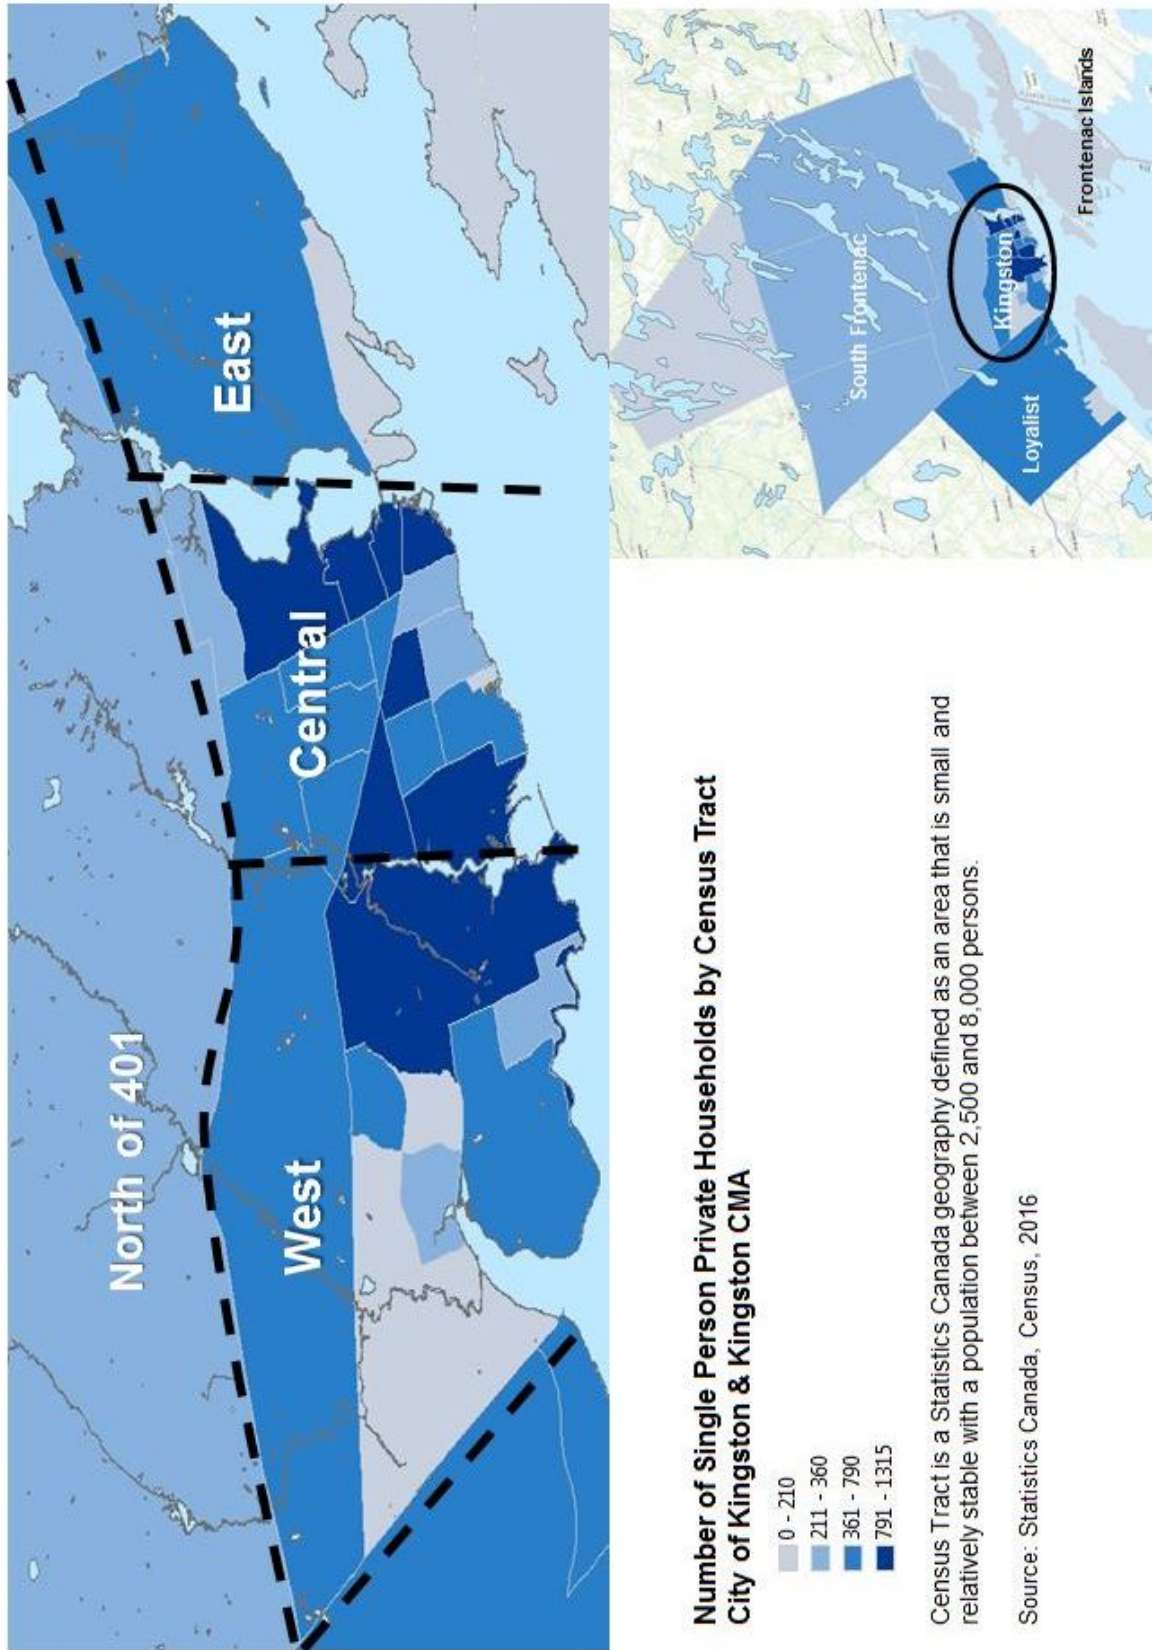 North of 401
West
Central
East
Number of Single Person Private Households by Census Tract
City of Kingston & Kingston CMA
0 - 210
211 - 360
361 - 790
791 - 1315
Census Tract is a Statistics Canada geography defined as an area that is small and
relatively stable with a population between 2,500 and 8,000 persons.
Source: Statistics Canada, Census, 2016
South Frontenac
Kingston
Loyalist
Frontenac Islands